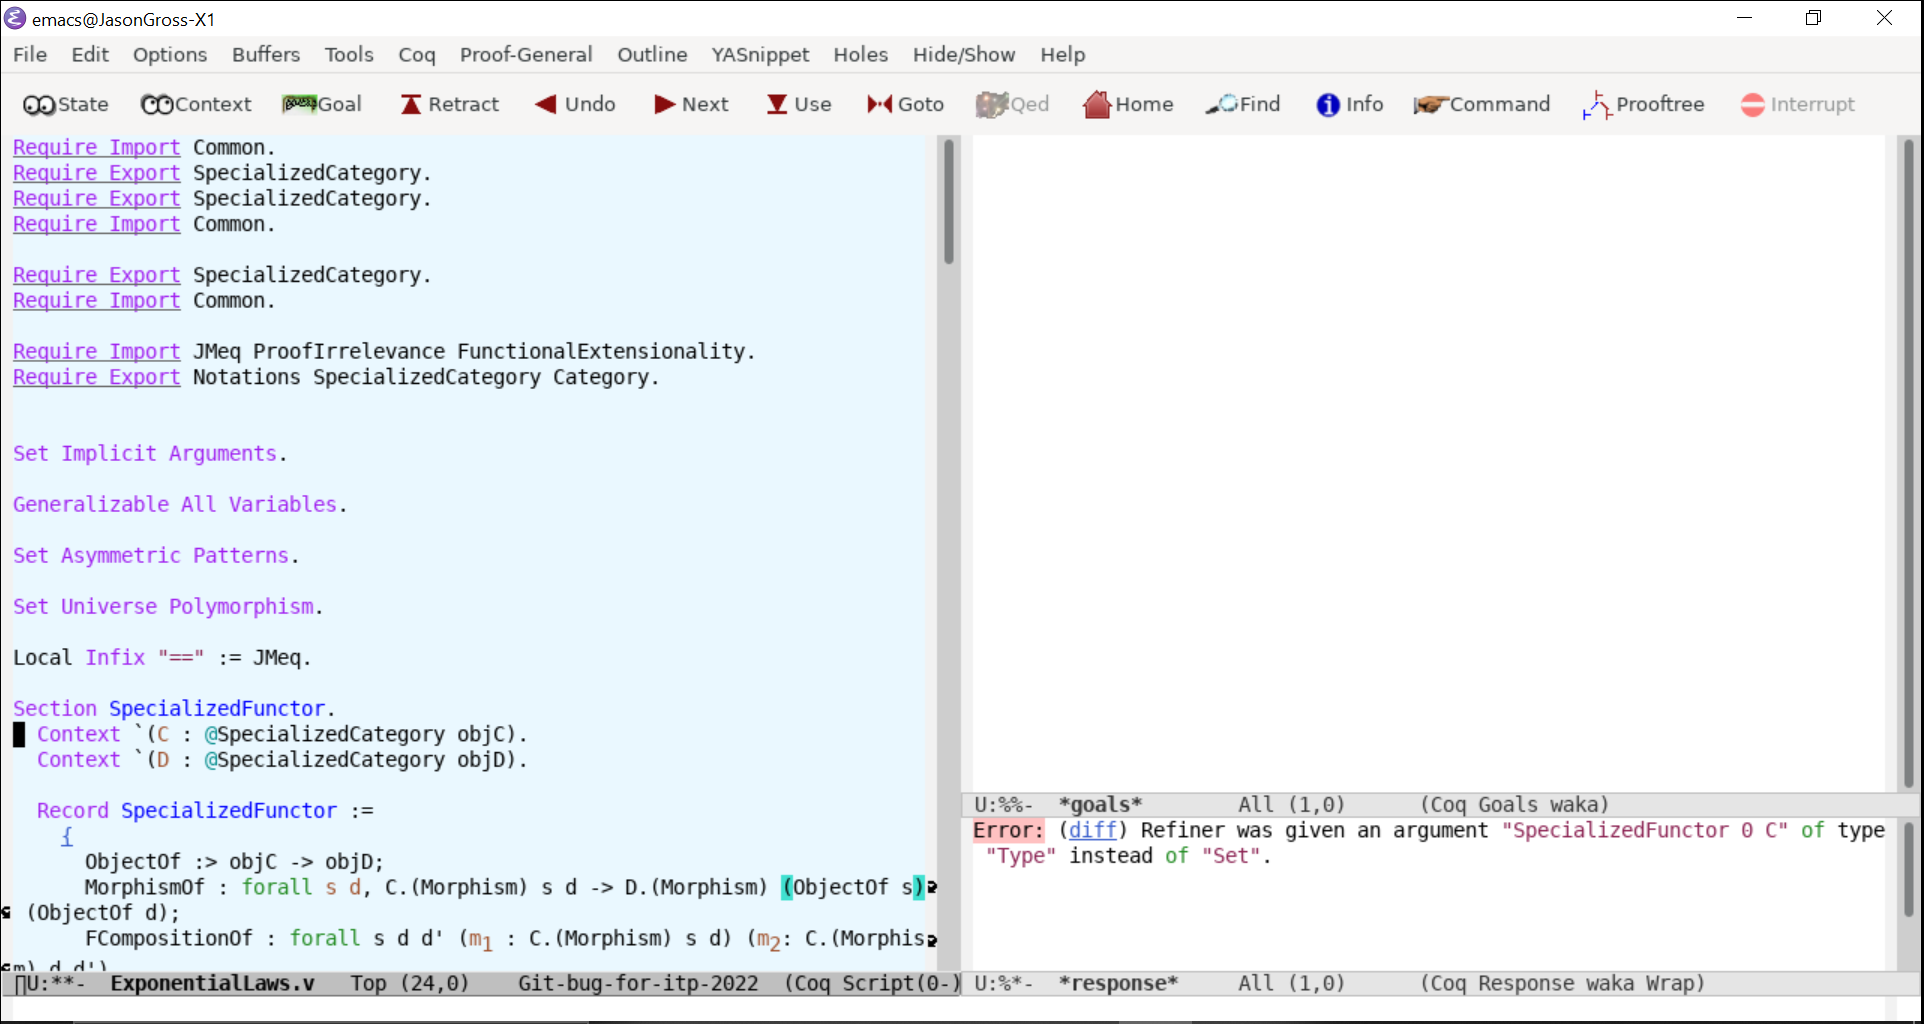 emacs@JasonGross-X1
File Edit Options Buffers Tools Coq Proof-General Outline YASnippet Holes Hide/Show Help
State Context Goal Retract Undo Next Use Goto Qed Home Find Info Command Prooftree Interrupt
Require Import Common.
Require Export SpecializedCategory.
Require Export SpecializedCategory.
Require Import Common.
Require Export SpecializedCategory.
Require Import Common.
Require Import JMeq ProofIrrelevance FunctionalExtensionality.
Require Export Notations SpecializedCategory Category.
Set Implicit Arguments.
Generalizable All Variables.
Set Asymmetric Patterns.
Set Universe Polymorphism.
Local Infix "==" := JMeq.
Section SpecializedFunctor.
Context `(C : @SpecializedCategory objC).
Context `(D : @SpecializedCategory objD).
Record SpecializedFunctor :=
{
ObjectOf :> objC -> objD;
MorphismOf : forall s d, C.(Morphism) s d -> D.(Morphism) (ObjectOf s)
(ObjectOf d);
FCompositionOf : forall s d d' (m1 : C.(Morphism) s d) (m2: C.(Morphis
m) d d')
U:**- ExponentialLaws.v Top (24,0) Git-bug-for-itp-2022 (Coq Script(0-)
U:%%- *goals* All (1,0) (Coq Goals waka)
Error: (diff) Refiner was given an argument "SpecializedFunctor 0 C" of type
"Type" instead of "Set".
U:%*- *response* All (1,0) (Coq Response waka Wrap)